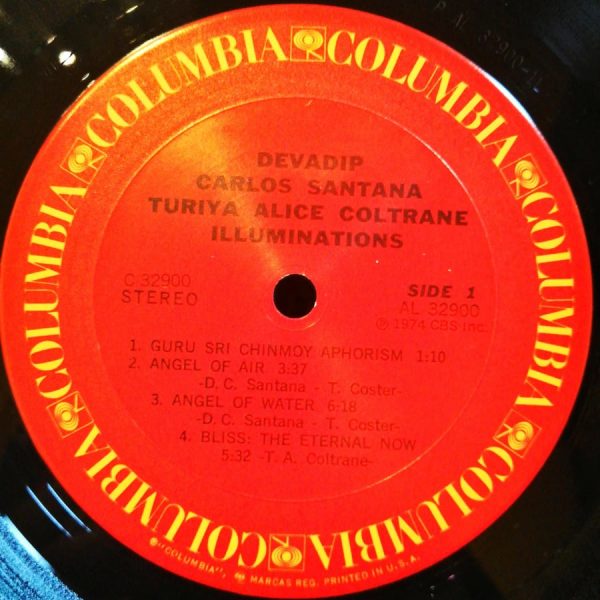 COLUMBIA COLUMBIA COLUMBIA COLUMBIA COLUMBIA COLUMBIA COLUMBIA COLUMBIA
DEVADIP
CARLOS SANTANA
TURIYA ALICE COLTRANE
ILLUMINATIONS
C 32900
STEREO
SIDE 1
AL 32900
℗ 1974 CBS Inc.
1. GURU SRI CHINMOY APHORISM 1:10
2. ANGEL OF AIR 3:37
-D. C. Santana - T. Coster-
3. ANGEL OF WATER 6:18
-D. C. Santana - T. Coster-
4. BLISS: THE ETERNAL NOW
5:32 -T. A. Coltrane-
"COLUMBIA", MARCAS REG. PRINTED IN U.S.A.